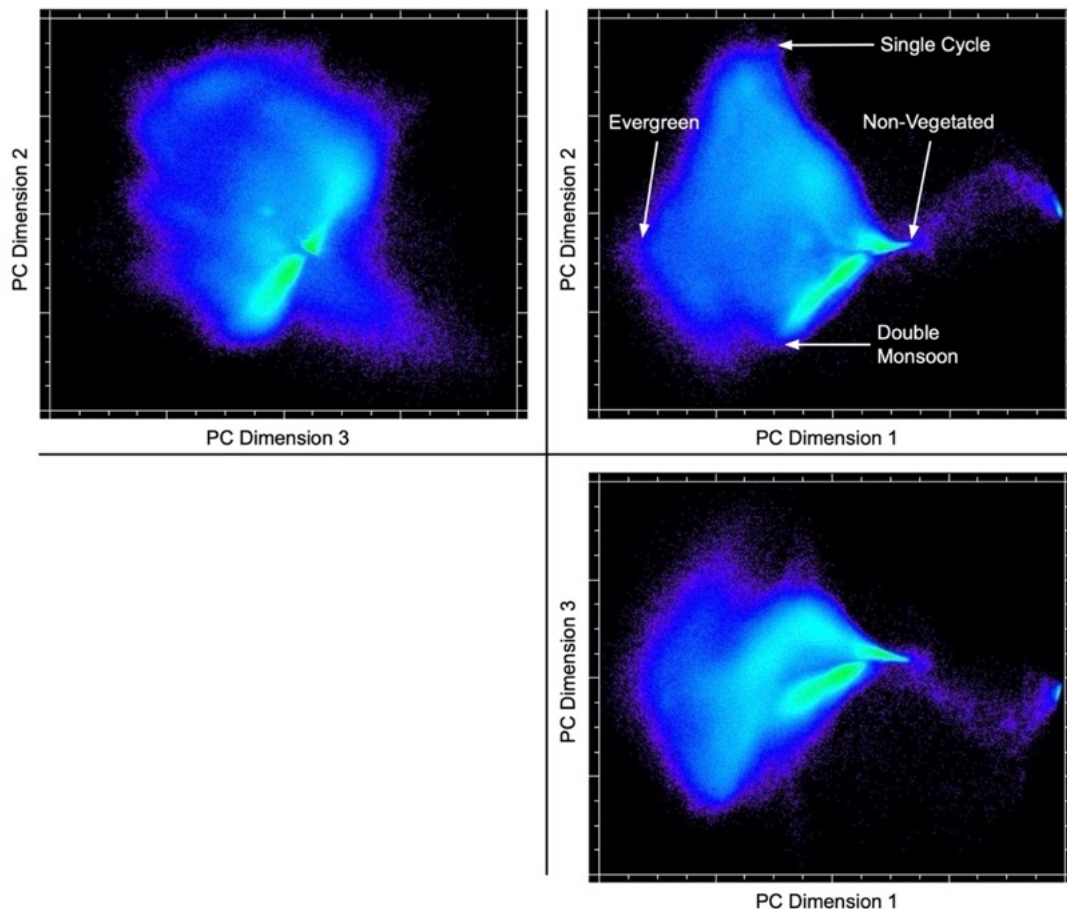 PC Dimension 2
PC Dimension 3
PC Dimension 2
Single Cycle
Evergreen
Non-Vegetated
Double
Monsoon
PC Dimension 1
PC Dimension 3
PC Dimension 1